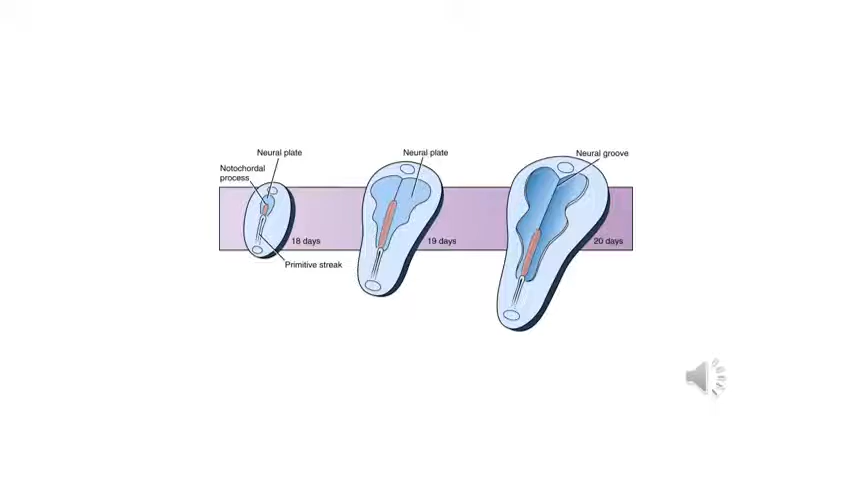 Neural plate
Notochordal
process
18 days
Primitive streak
Neural plate
19 days
Neural groove
20 days